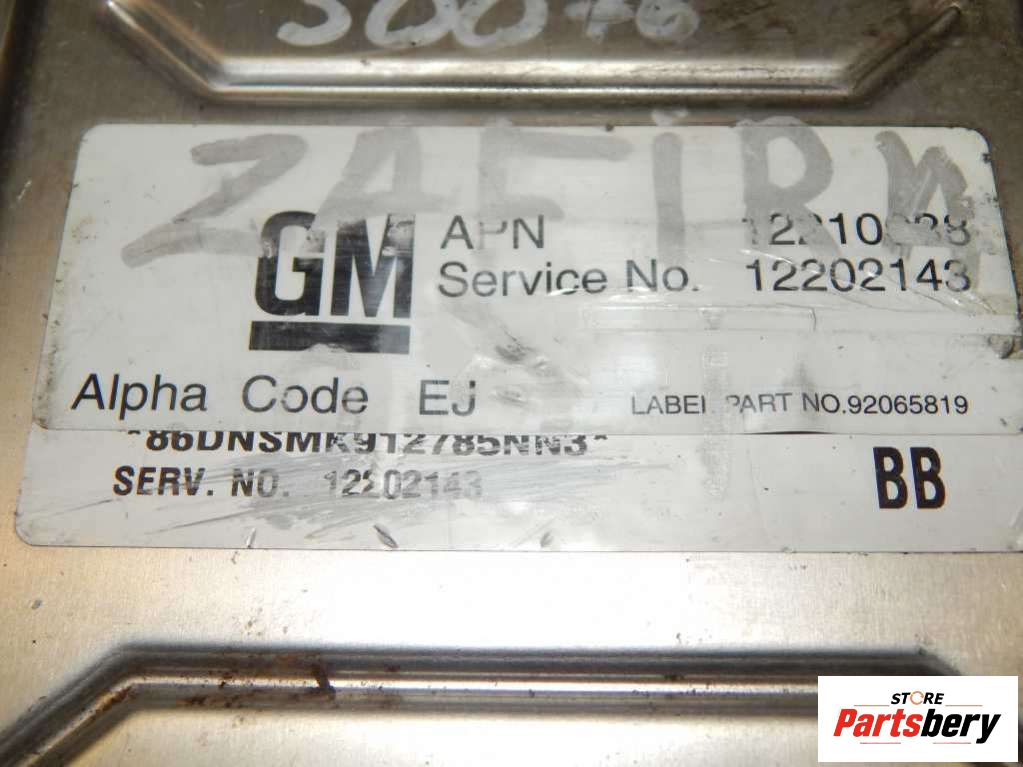 ZAFIRA
GM
APN
Service No. 12202143
Alpha Code EJ
LABEL PART NO.92065819
*86DNSMK912785NN3*
SERV. NO. 12202143
BB
STORE
Partsbery